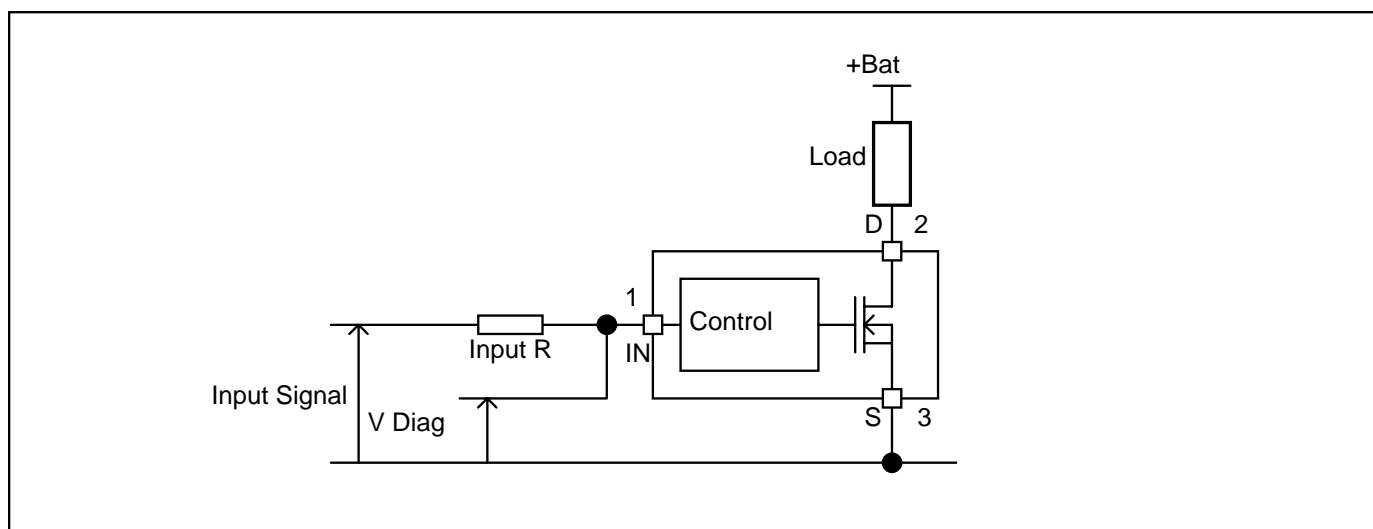 +Bat
Load
D 2
1
Control
Input R
IN
Input Signal
V Diag
S 3